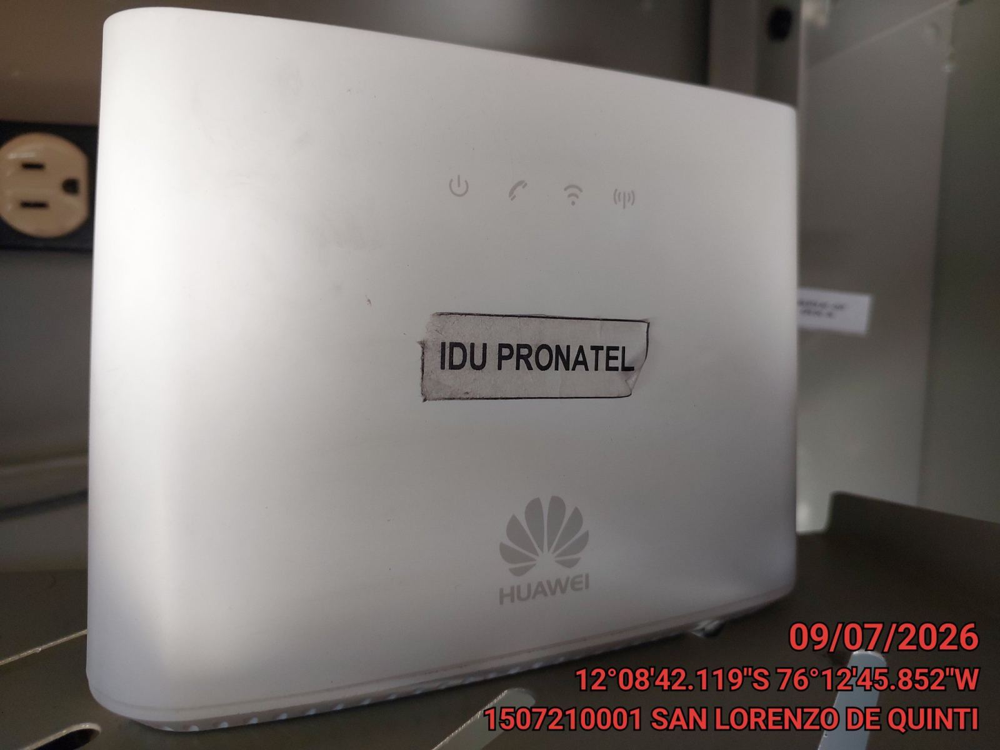 IDU PRONATEL
HUAWEI
09/07/2026
12°08'42.119"S 76°12'45.852"W
1507210001 SAN LORENZO DE QUINTI